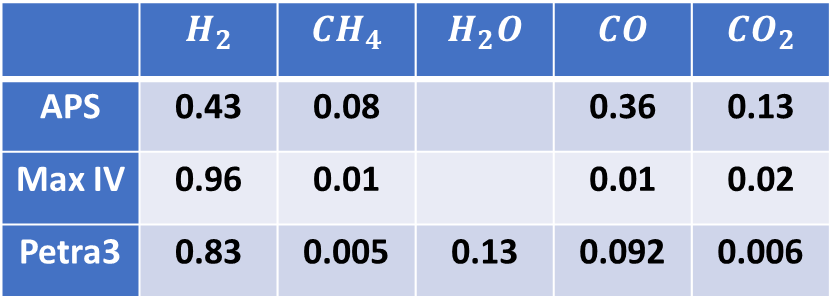 H₂ CH₄ H₂O CO CO₂
APS 0.43 0.08 0.36 0.13
Max IV 0.96 0.01 0.01 0.02
Petra3 0.83 0.005 0.13 0.092 0.006